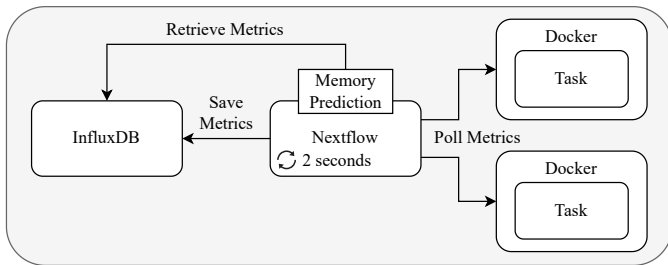 Retrieve Metrics
Docker
Task
Memory
Prediction
Save
Metrics
InfluxDB
Nextflow
2 seconds
Poll Metrics
Docker
Task